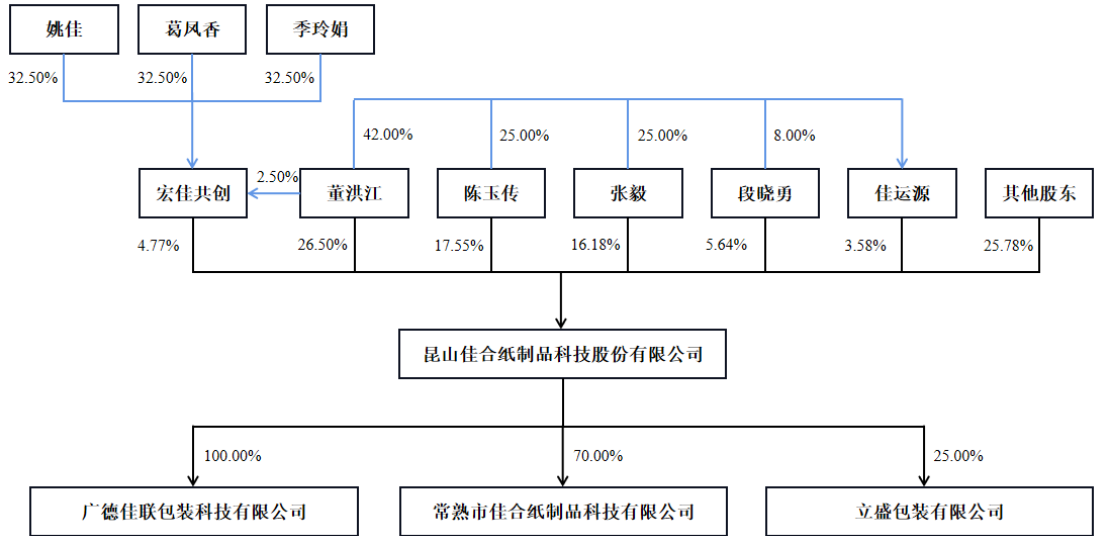 姚佳
葛凤香
季玲娟
32.50%
32.50%
32.50%
42.00%
25.00%
25.00%
8.00%
2.50%
宏佳共创
董洪江
陈玉传
张毅
段晓勇
佳运源
其他股东
4.77%
26.50%
17.55%
16.18%
5.64%
3.58%
25.78%
昆山佳合纸制品科技股份有限公司
100.00%
70.00%
25.00%
广德佳联包装科技有限公司
常熟市佳合纸制品科技有限公司
立盛包装有限公司